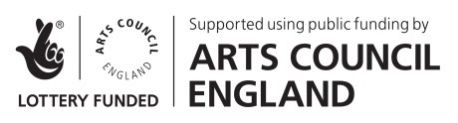 ARTS COUNCIL
ENGLAND
LOTTERY FUNDED
Supported using public funding by
ARTS COUNCIL
ENGLAND